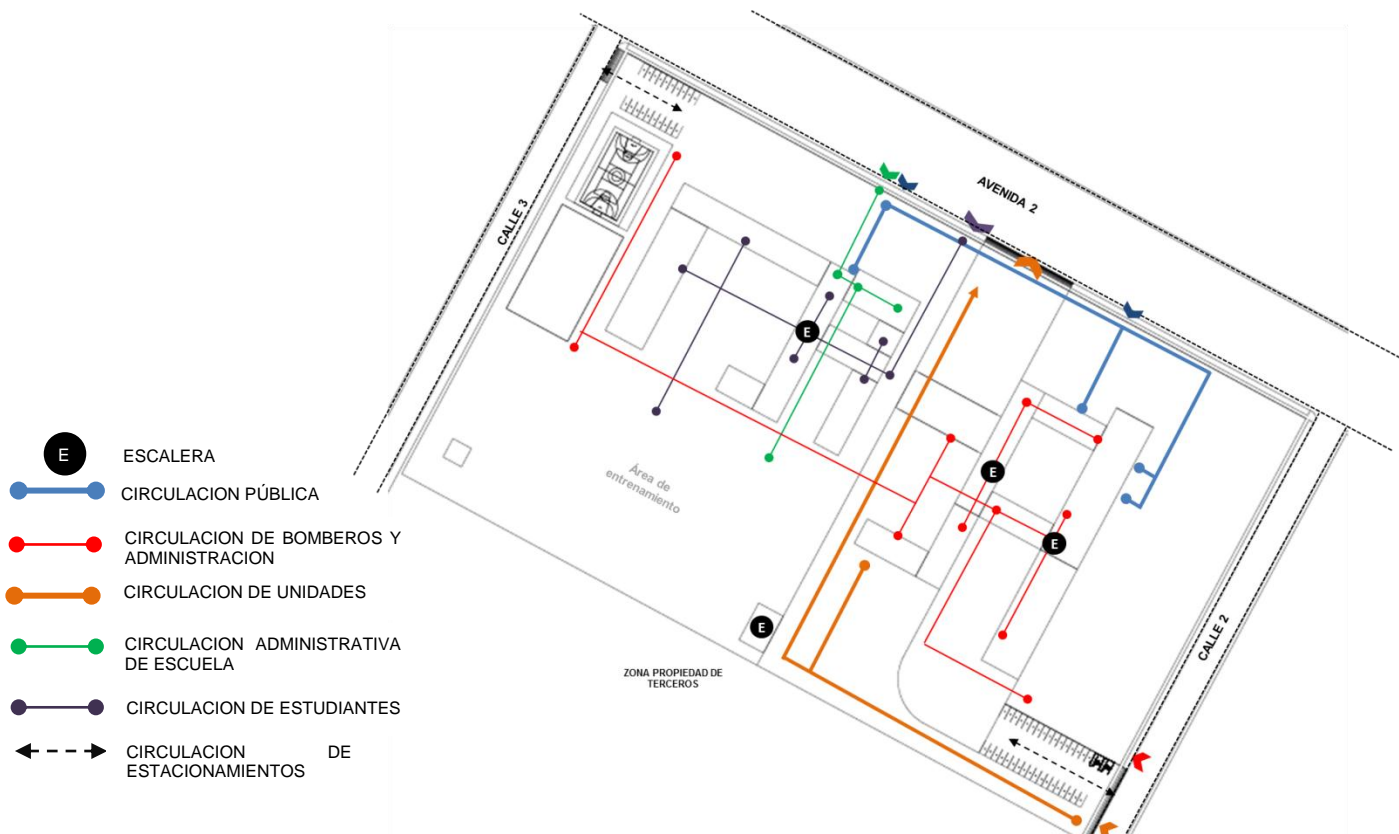 AVENIDA 2
CALLE 3
E
E
Área de
entrenamiento
E
E
CALLE 2
ZONA PROPIEDAD DE
TERCEROS
E
ESCALERA
CIRCULACION PÚBLICA
CIRCULACION DE BOMBEROS Y
ADMINISTRACION
CIRCULACION DE UNIDADES
CIRCULACION ADMINISTRATIVA
DE ESCUELA
CIRCULACION DE ESTUDIANTES
CIRCULACION DE
ESTACIONAMIENTOS